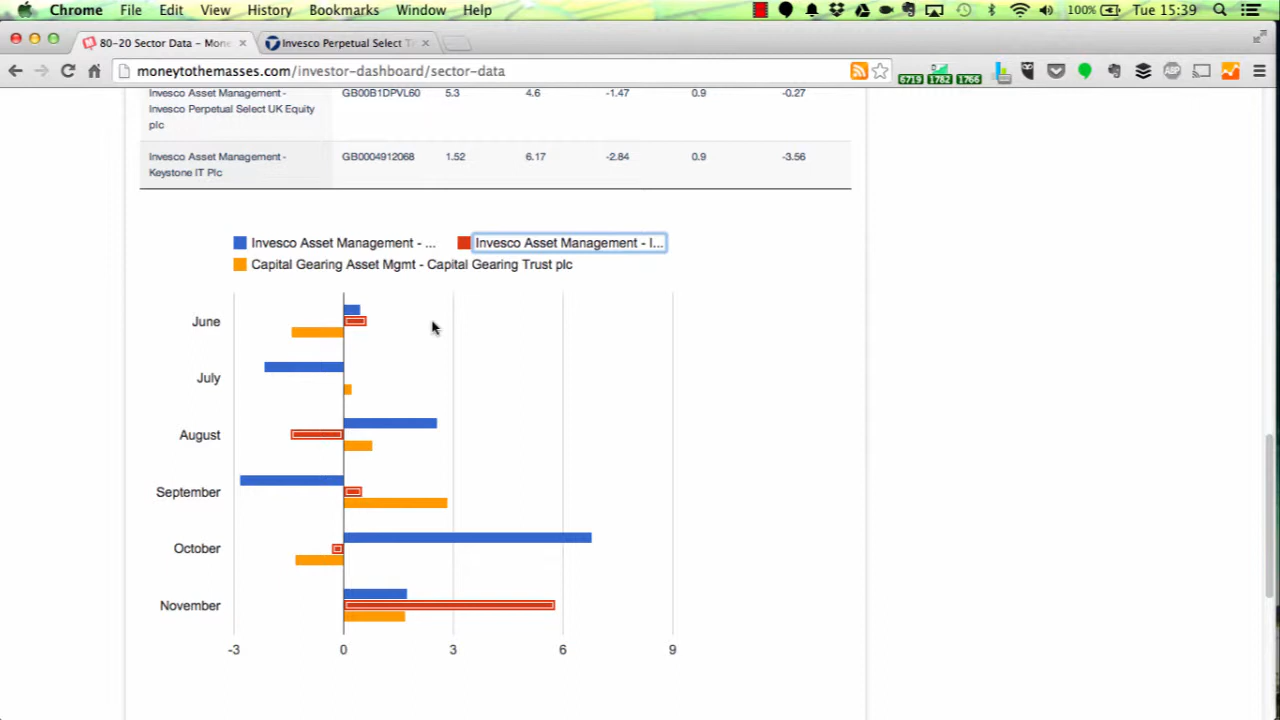 Chrome File Edit View History Bookmarks Window Help 100% Tue 15:39
80-20 Sector Data – Mone Invesco Perpetual Select T
moneytothemasses.com/investor-dashboard/sector-data 6719 1782 1766 ABP
Invesco Asset Management - GB00B1DPVL60 5.3 4.6 -1.47 0.9 -0.27
Invesco Perpetual Select UK Equity
plc
Invesco Asset Management - GB0004912068 1.52 6.17 -2.84 0.9 -3.56
Keystone IT Plc
Invesco Asset Management - ... Invesco Asset Management - I...
Capital Gearing Asset Mgmt - Capital Gearing Trust plc
June
July
August
September
October
November
-3 0 3 6 9